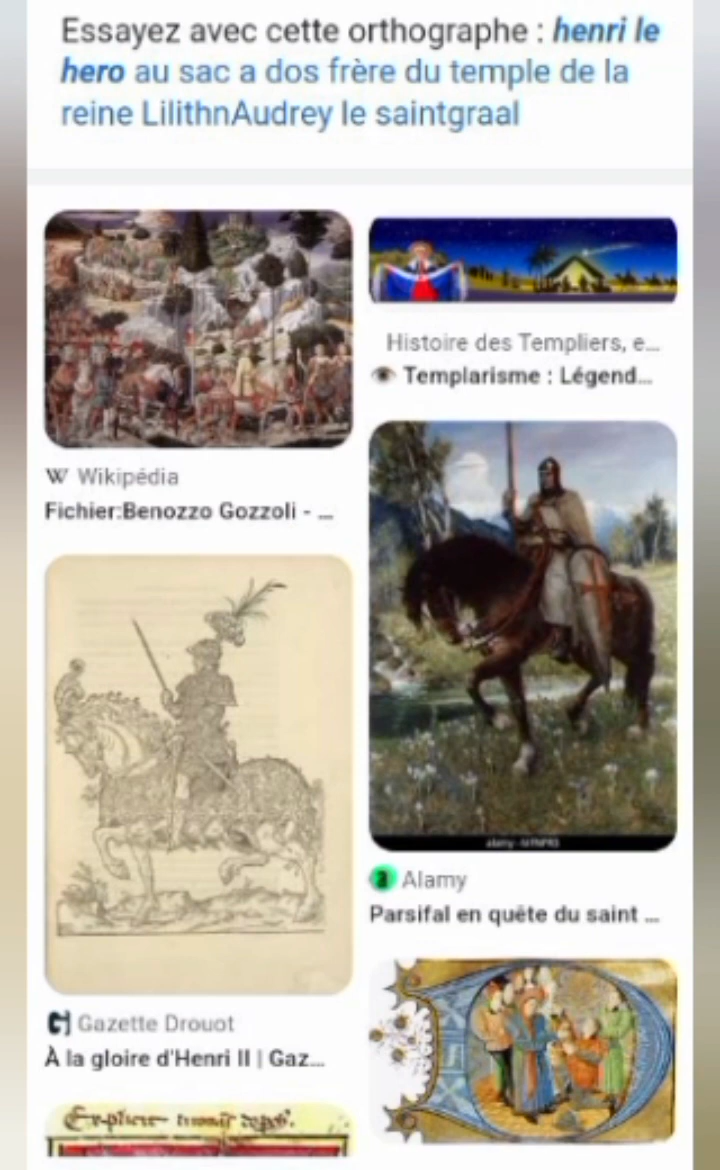 Essayez avec cette orthographe : henri le
hero au sac a dos frère du temple de la
reine LilithnAudrey le saintgraal
W Wikipédia
Fichier:Benozzo Gozzoli - ...
Histoire des Templiers, e...
Templarisme : Légend...
alamy
Alamy
Parsifal en quête du saint ...
Gazette Drouot
À la gloire d'Henri II | Gaz...